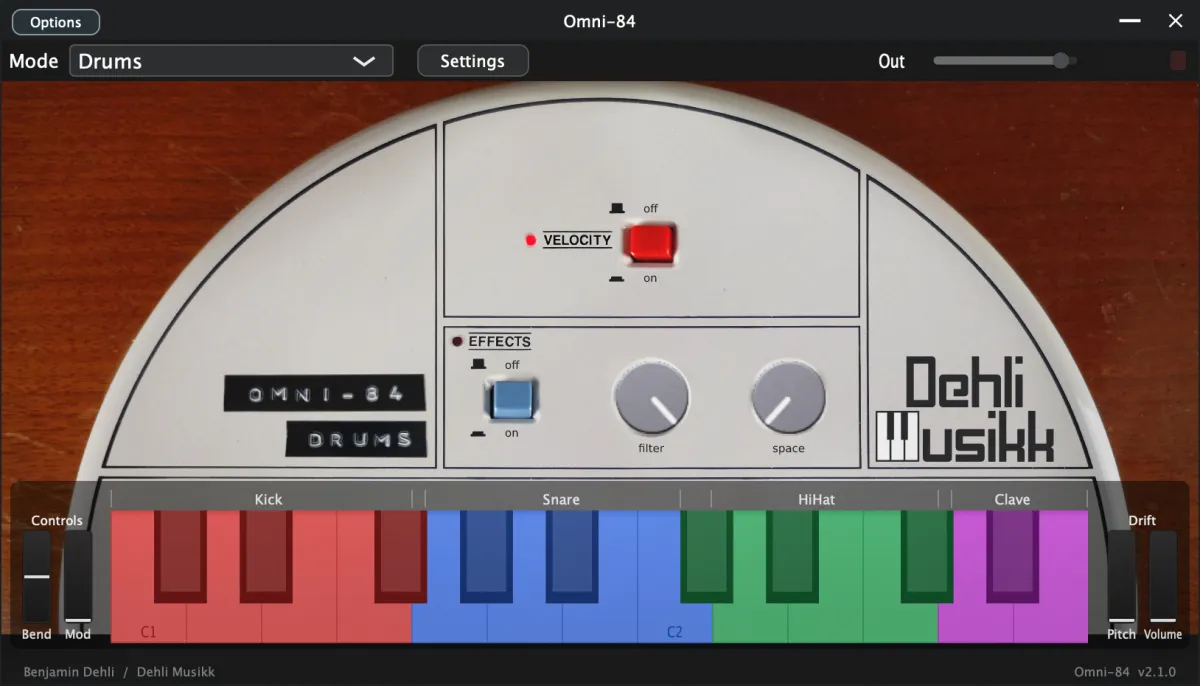 Options
Omni-84
Mode
Drums
Settings
Out
off
VELOCITY
on
EFFECTS
off
on
filter
space
OMNI-84
DRUMS
Dehli
Musikk
Kick
Snare
HiHat
Clave
Controls
Drift
C1
C2
Bend
Mod
Pitch
Volume
Benjamin Dehli / Dehli Musikk
Omni-84 v2.1.0